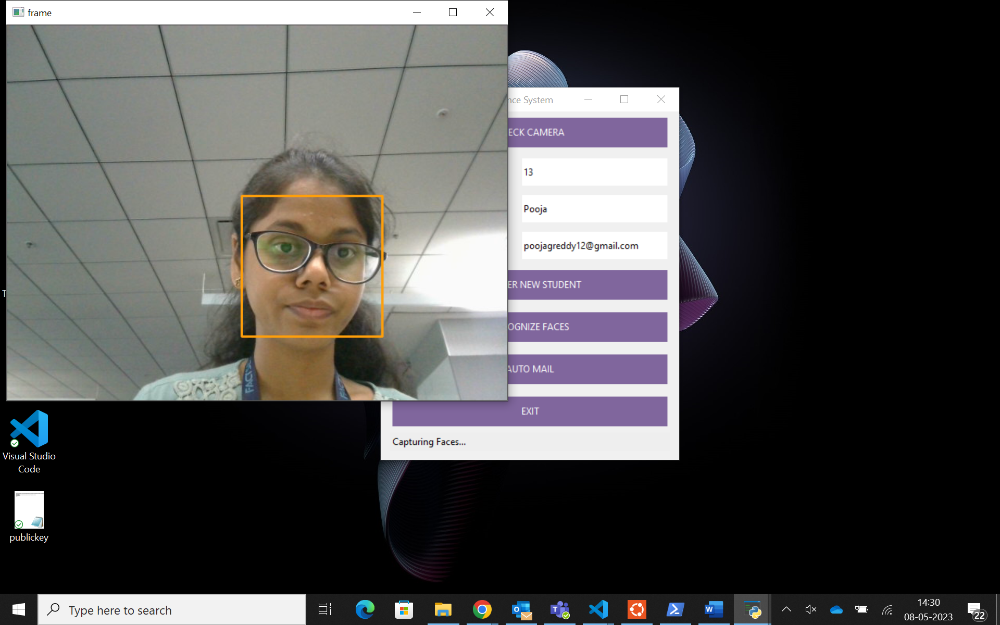 frame
nce System
ECK CAMERA
13
Pooja
poojagreddy12@gmail.com
ER NEW STUDENT
OGNIZE FACES
AUTO MAIL
EXIT
Capturing Faces...
T
FACTS
Visual Studio
Code
publickey
Type here to search
14:30
08-05-2023
22